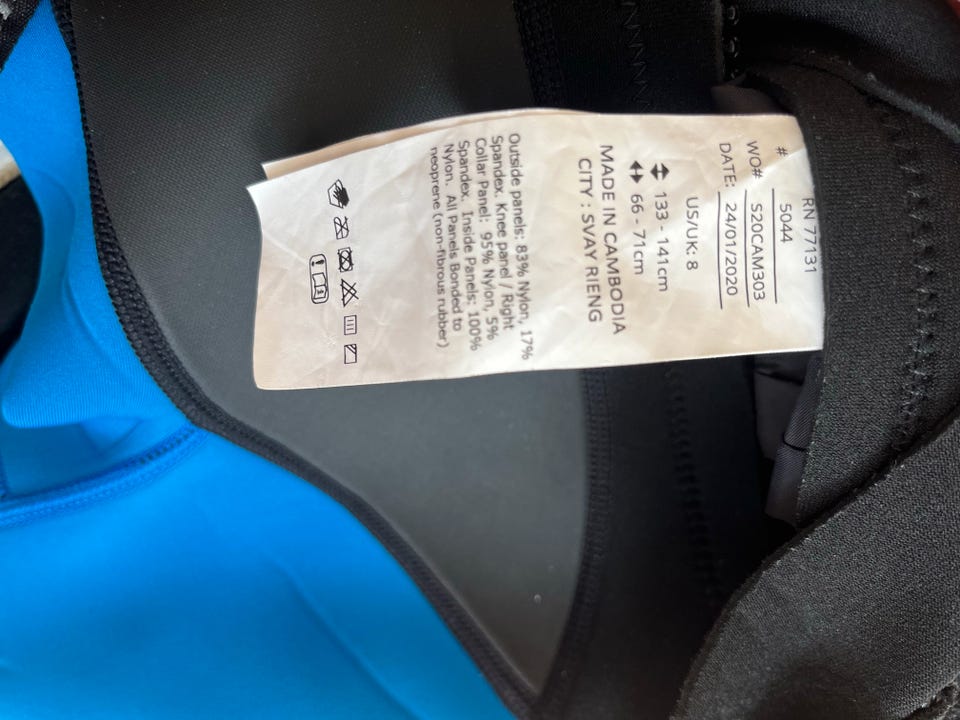 RN 77131
# 5044
WO# S20CAM303
DATE: 24/01/2020
US/UK: 8
133 - 141cm
66 - 71cm
MADE IN CAMBODIA
CITY : SVAY RIENG
Outside panels: 83% Nylon, 17%
Spandex. Knee panel / Right
Collar Panel: 95% Nylon, 5%
Spandex. Inside Panels: 100%
Nylon. All Panels Bonded to
neoprene (non-fibrous rubber)